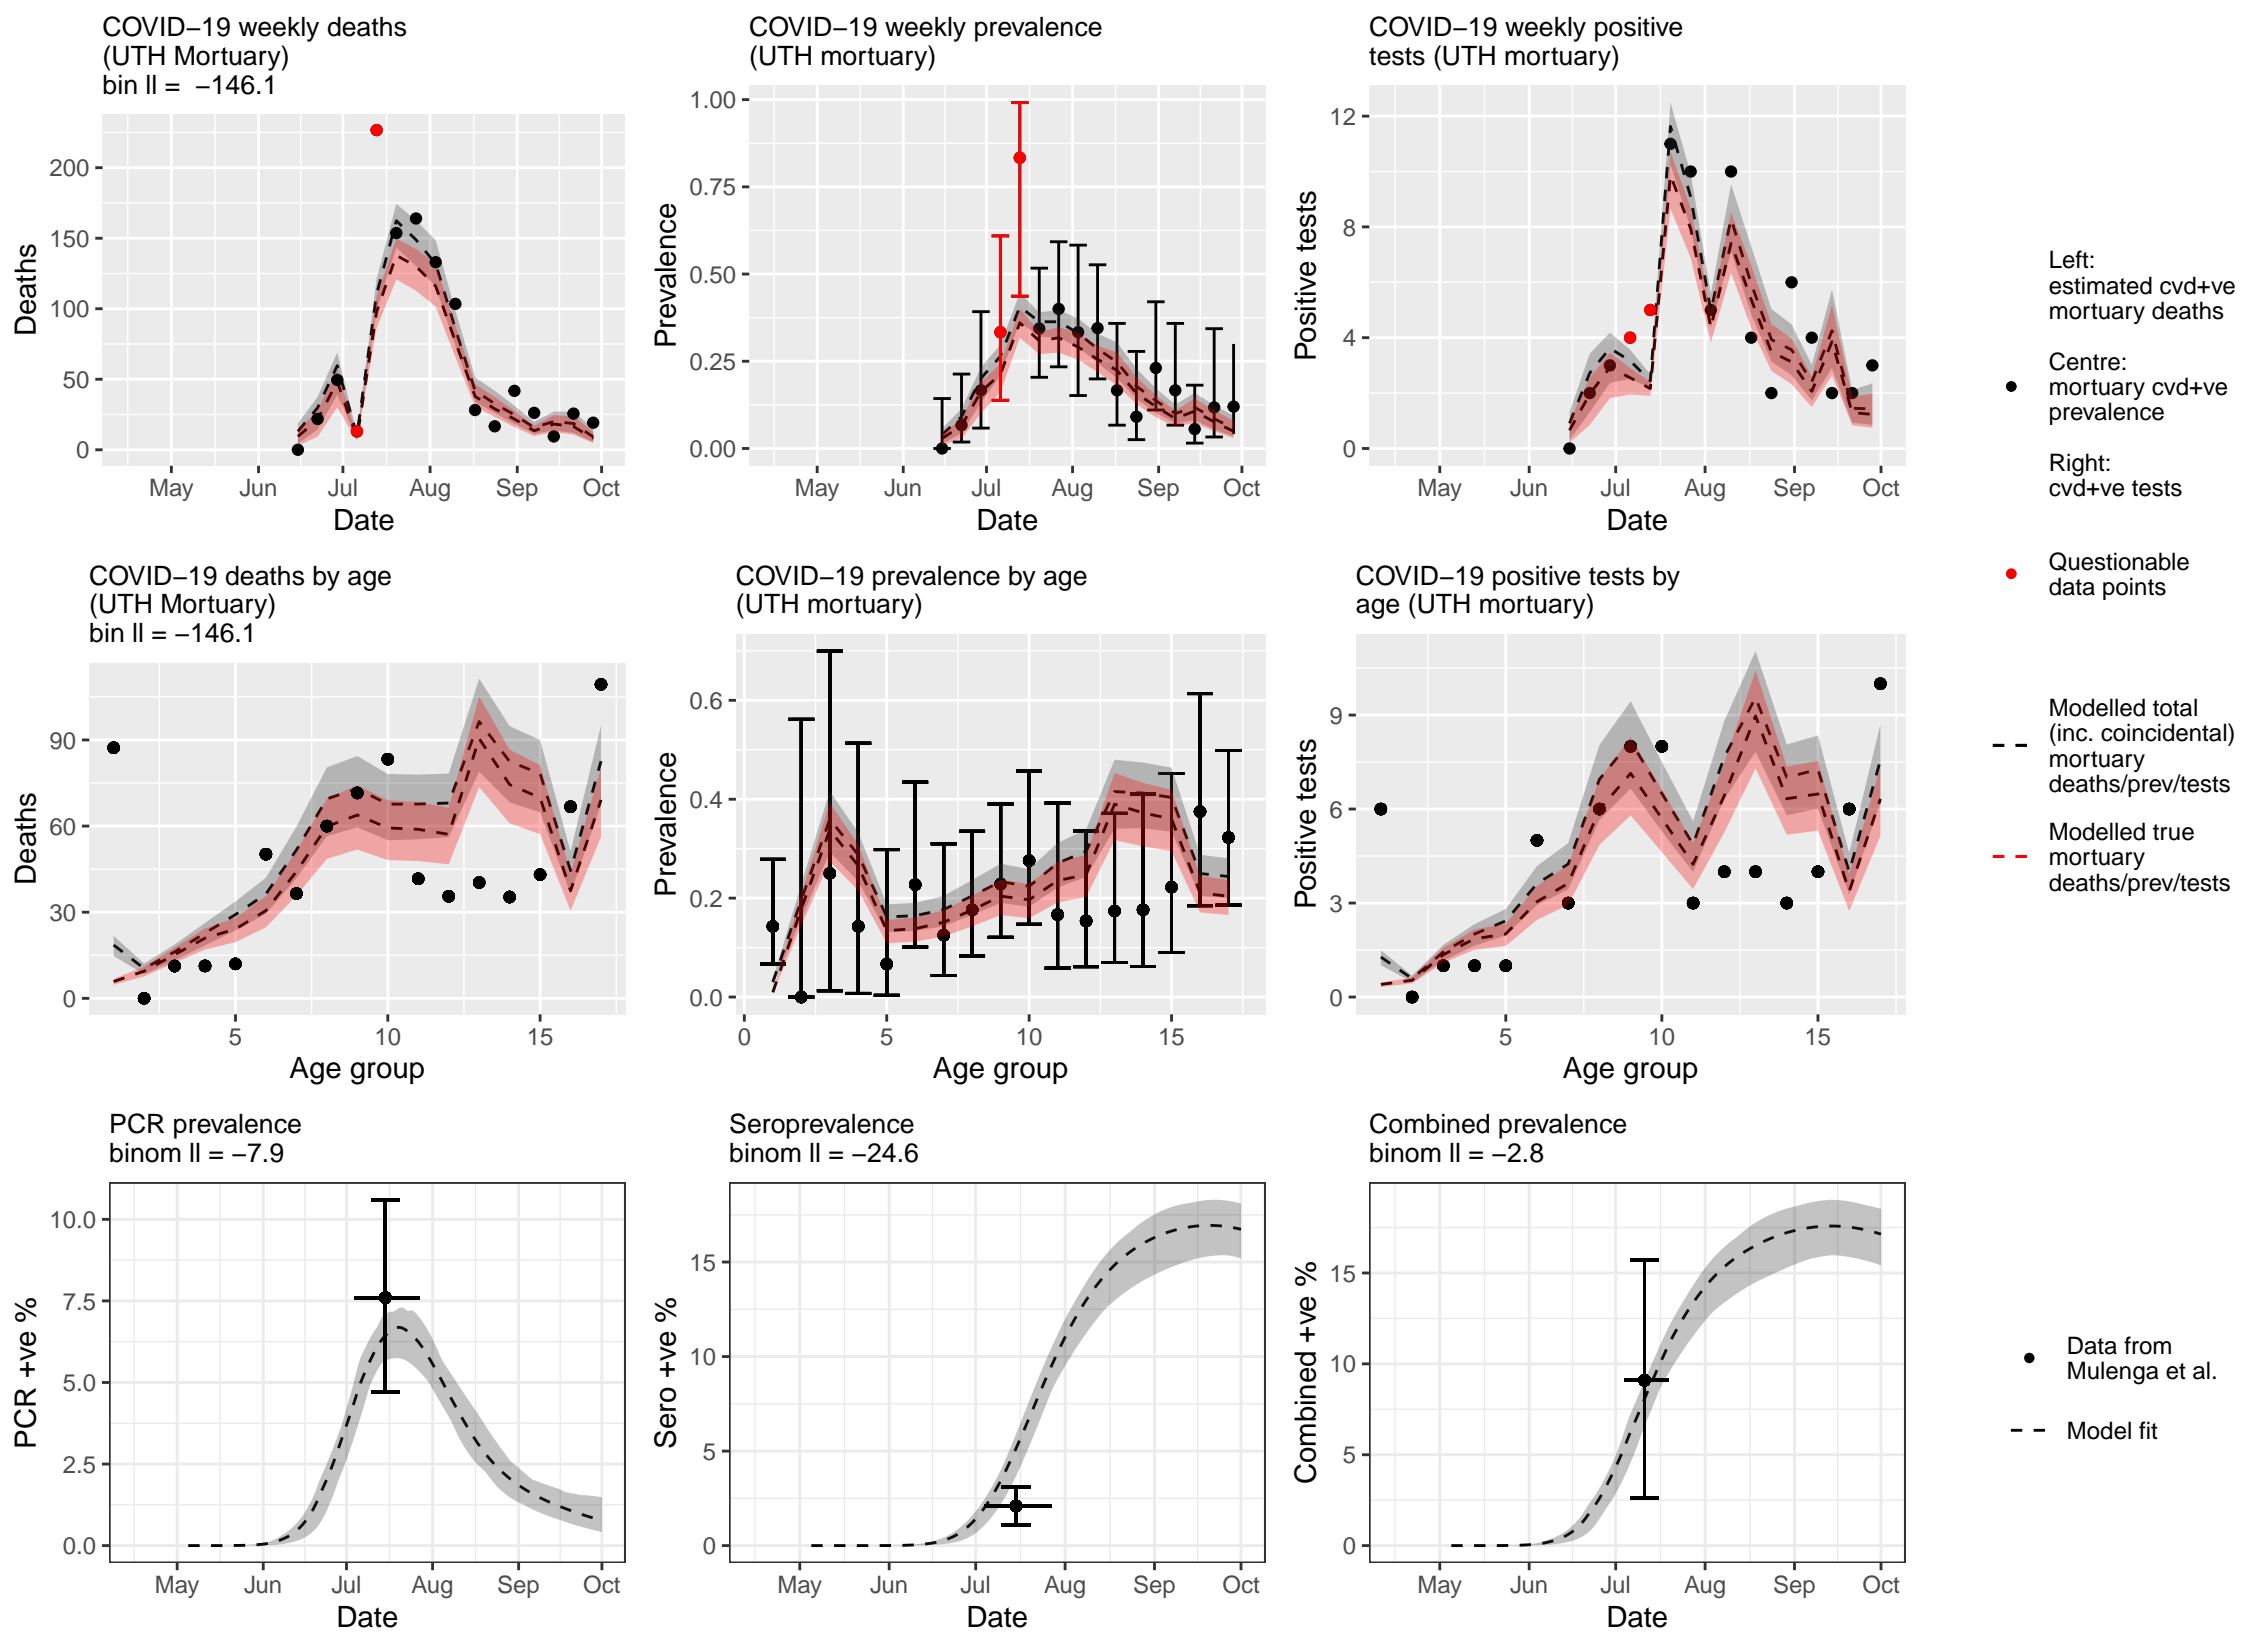 COVID−19 weekly deaths
(UTH Mortuary)
bin ll =  −146.1
Deaths
200
150
100
50
0
May Jun Jul Aug Sep Oct
Date
COVID−19 weekly prevalence
(UTH mortuary)
Prevalence
1.00
0.75
0.50
0.25
0.00
May Jun Jul Aug Sep Oct
Date
COVID−19 weekly positive
tests (UTH mortuary)
Positive tests
12
8
4
0
May Jun Jul Aug Sep Oct
Date
Left:
estimated cvd+ve
mortuary deaths
Centre:
mortuary cvd+ve
prevalence
Right:
cvd+ve tests
Questionable
data points
COVID−19 deaths by age
(UTH Mortuary)
bin ll = −146.1
Deaths
90
60
30
0
5 10 15
Age group
COVID−19 prevalence by age
(UTH mortuary)
Prevalence
0.6
0.4
0.2
0.0
0 5 10 15
Age group
COVID−19 positive tests by
age (UTH mortuary)
Positive tests
9
6
3
0
5 10 15
Age group
Modelled total
(inc. coincidental)
mortuary
deaths/prev/tests
Modelled true
mortuary
deaths/prev/tests
PCR prevalence
binom ll = −7.9
PCR +ve %
10.0
7.5
5.0
2.5
0.0
May Jun Jul Aug Sep Oct
Date
Seroprevalence
binom ll = −24.6
Sero +ve %
15
10
5
0
May Jun Jul Aug Sep Oct
Date
Combined prevalence
binom ll = −2.8
Combined +ve %
15
10
5
0
May Jun Jul Aug Sep Oct
Date
Data from
Mulenga et al.
Model fit